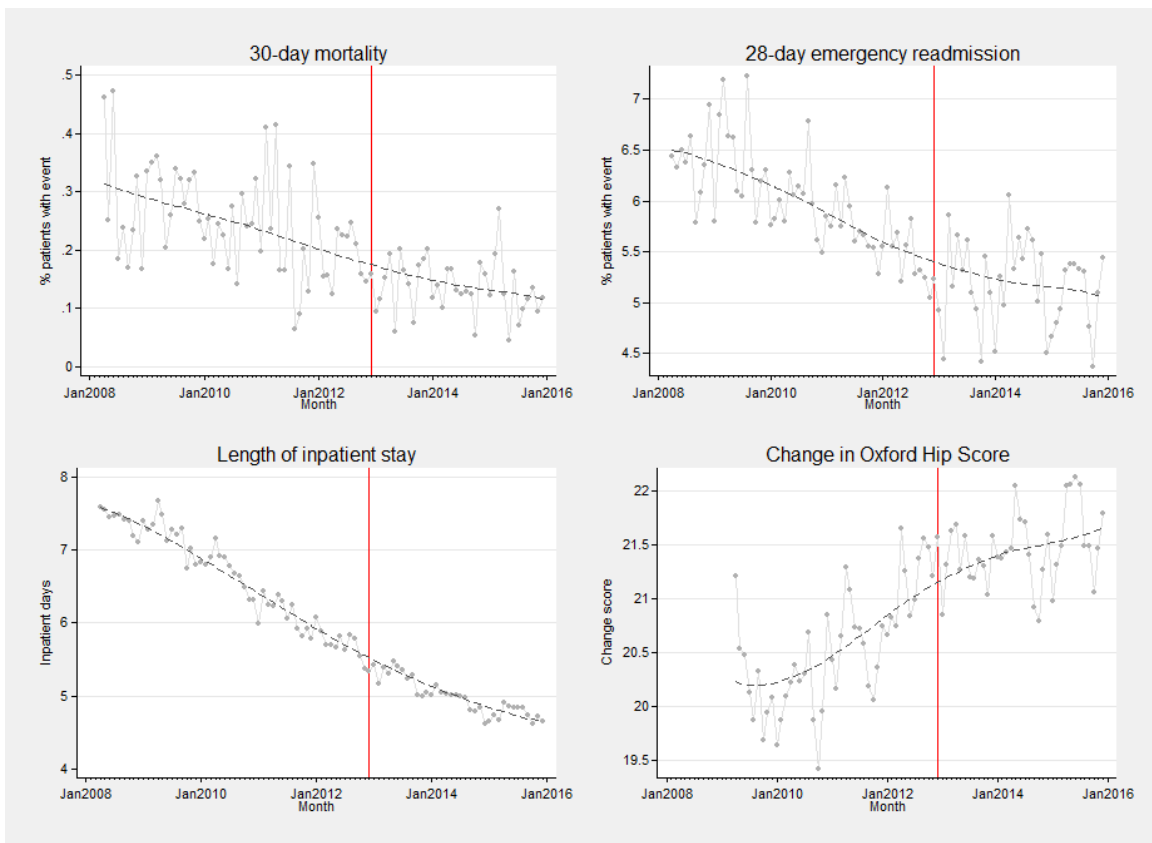 30-day mortality
% patients with event
.5
.4
.3
.2
.1
0
Jan2008 Jan2010 Jan2012 Jan2014 Jan2016
Month
28-day emergency readmission
% patients with event
7
6.5
6
5.5
5
4.5
Jan2008 Jan2010 Jan2012 Jan2014 Jan2016
Month
Length of inpatient stay
Inpatient days
8
7
6
5
4
Jan2008 Jan2010 Jan2012 Jan2014 Jan2016
Month
Change in Oxford Hip Score
Change score
22
21.5
21
20.5
20
19.5
Jan2008 Jan2010 Jan2012 Jan2014 Jan2016
Month